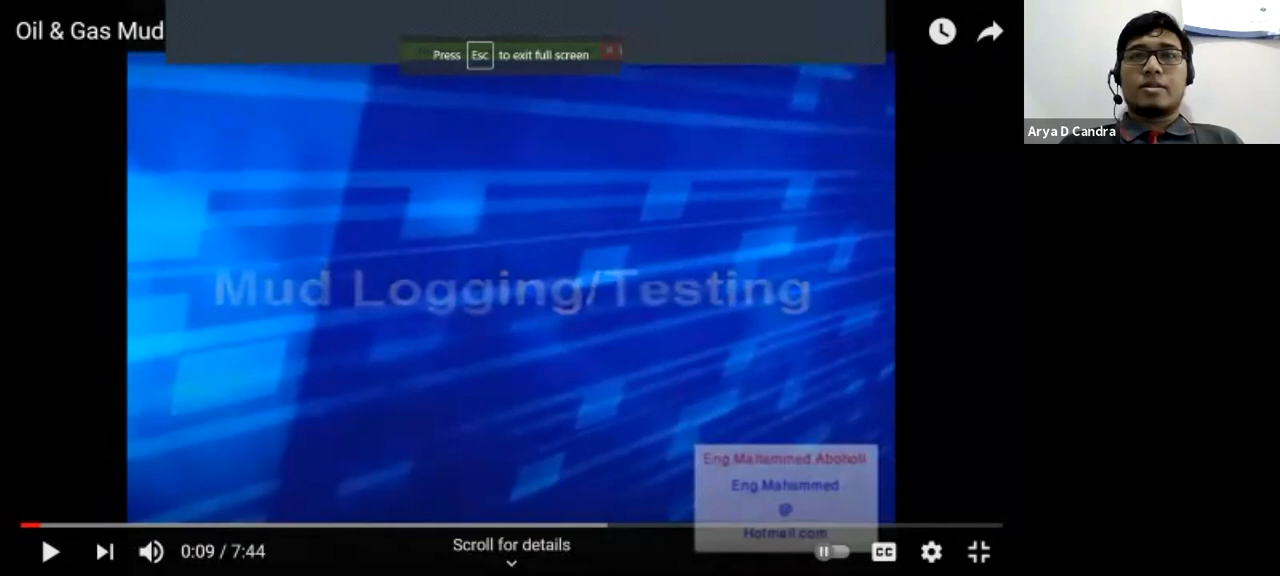 Oil & Gas Mud
Press Esc to exit full screen
Arya D Candra
Mud Logging/Testing
Eng.Mahammed Aboholi
Eng.Mahammed
@
Hotmail.com
0:09 / 7:44
Scroll for details
CC